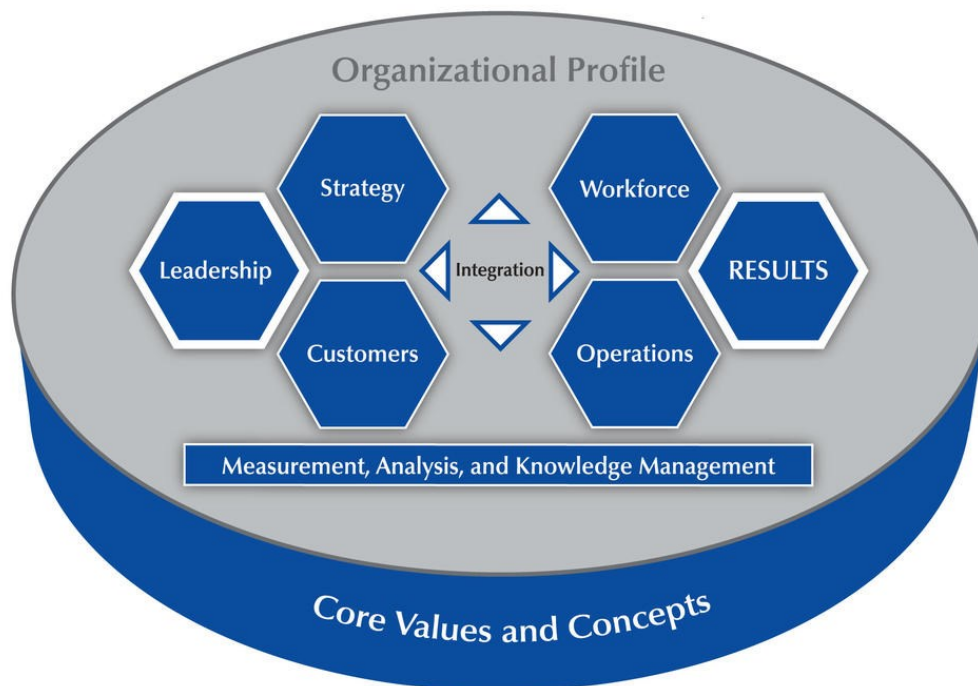 Organizational Profile
Strategy
Workforce
Leadership
Integration
RESULTS
Customers
Operations
Measurement, Analysis, and Knowledge Management
Core Values and Concepts